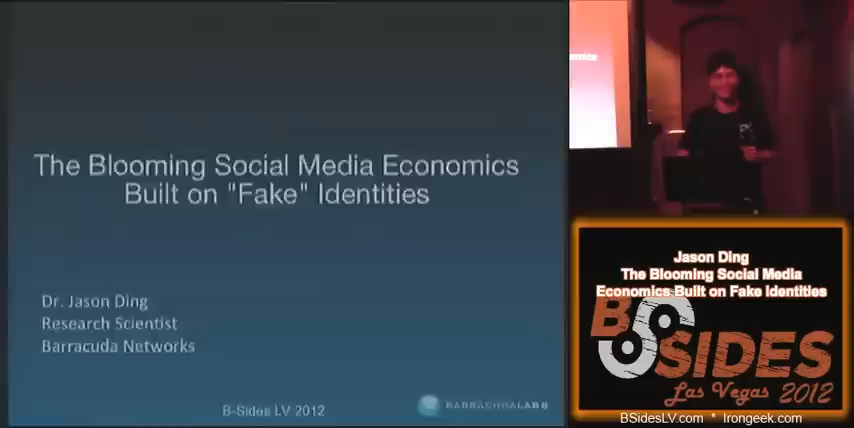 The Blooming Social Media Economics
Built on "Fake" Identities
Dr. Jason Ding
Research Scientist
Barracuda Networks
B-Sides LV 2012
BARRACUDALABS
Jason Ding
The Blooming Social Media
Economics Built on Fake Identities
BSIDES
Las Vegas 2012
BSidesLV.com * Irongeek.com